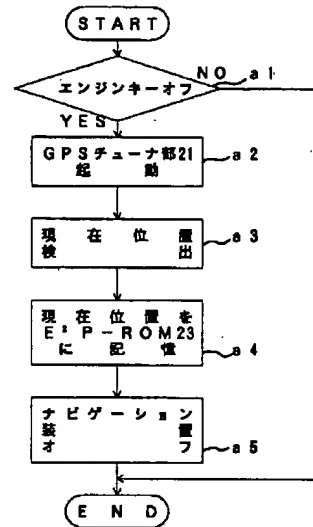 START
エンジンキーオフ
NO
a1
YES
GPSチューナ部21
起動
a2
現在位置
検出
a3
現在位置を
E²P-ROM23
に記憶
a4
ナビゲーション
装置
オフ
a5
END